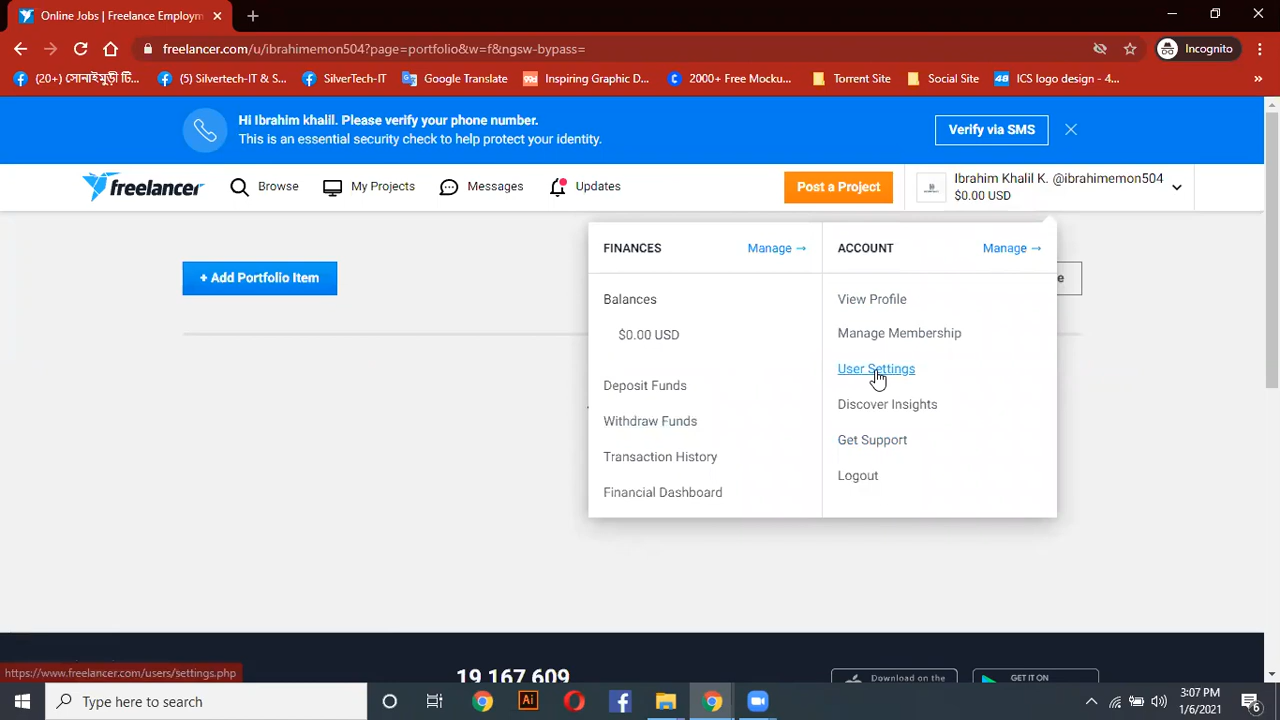 Online Jobs | Freelance Employm
freelancer.com/u/ibrahimemon504?page=portfolio&w=f&ngsw-bypass=
Incognito
(20+) সোনাইমুড়ী টি...
(5) Silvertech-IT & S...
SilverTech-IT
Google Translate
Inspiring Graphic D...
2000+ Free Mocku...
Torrent Site
Social Site
ICS logo design - 4...
Hi Ibrahim khalil. Please verify your phone number.
This is an essential security check to help protect your identity.
Verify via SMS
freelancer
Browse
My Projects
Messages
Updates
Post a Project
Ibrahim Khalil K. @ibrahimemon504
$0.00 USD
FINANCES
Manage →
ACCOUNT
Manage →
+ Add Portfolio Item
Balances
$0.00 USD
Deposit Funds
Withdraw Funds
Transaction History
Financial Dashboard
View Profile
Manage Membership
User Settings
Discover Insights
Get Support
Logout
https://www.freelancer.com/users/settings.php
19,167,609
Download on the
GET IT ON
Type here to search
Ai
3:07 PM
1/6/2021
6